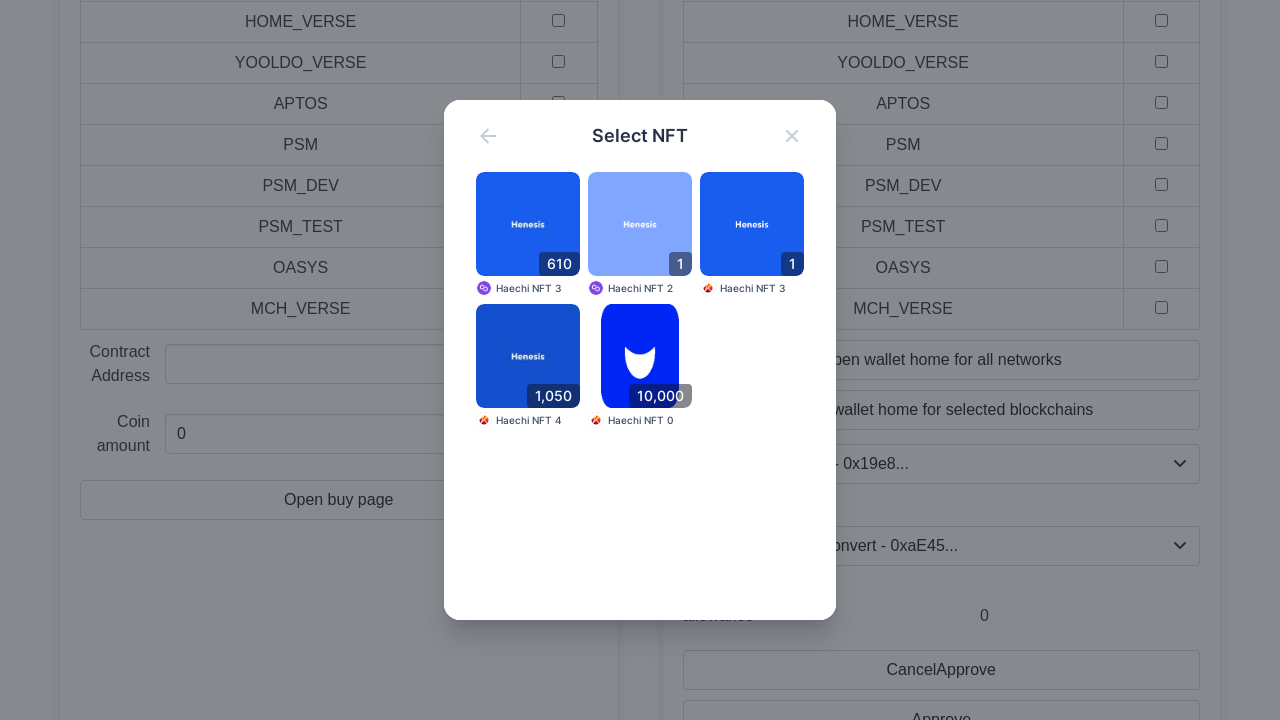 HOME_VERSE
HOME_VERSE
YOOLDO_VERSE
YOOLDO_VERSE
APTOS
APTOS
Select NFT
PSM
PSM
PSM_DEV
PSM_DEV
PSM_TEST
PSM_TEST
OASYS
OASYS
MCH_VERSE
MCH_VERSE
Henesis
610
Haechi NFT 3
Henesis
1
Haechi NFT 2
Henesis
1
Haechi NFT 3
Henesis
1,050
Haechi NFT 4
10,000
Haechi NFT 0
Contract
Address
Coin
amount
0
Open buy page
wallet home for all networks
wallet home for selected blockchains
- 0x19e8...
- 0xaE45...
0
CancelApprove
Approve